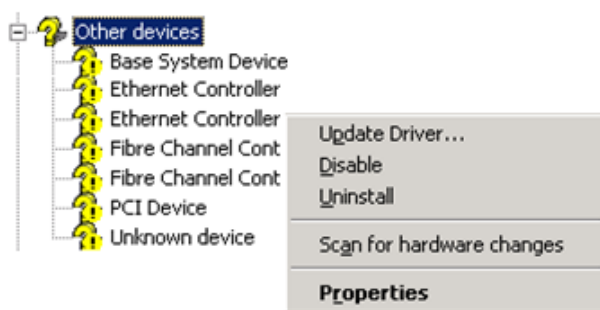 Other devices
Base System Device
Ethernet Controller
Ethernet Controller
Fibre Channel Cont
Fibre Channel Cont
PCI Device
Unknown device
Update Driver...
Disable
Uninstall
Scan for hardware changes
Properties